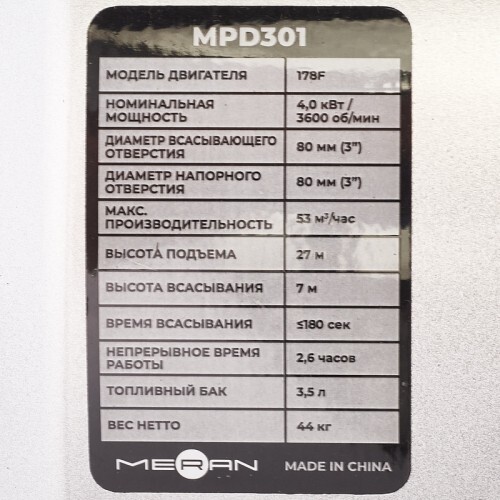 MPD301
МОДЕЛЬ ДВИГАТЕЛЯ 178F
НОМИНАЛЬНАЯ МОЩНОСТЬ 4,0 кВт / 3600 об/мин
ДИАМЕТР ВСАСЫВАЮЩЕГО ОТВЕРСТИЯ 80 мм (3")
ДИАМЕТР НАПОРНОГО ОТВЕРСТИЯ 80 мм (3")
МАКС. ПРОИЗВОДИТЕЛЬНОСТЬ 53 м³/час
ВЫСОТА ПОДЪЕМА 27 м
ВЫСОТА ВСАСЫВАНИЯ 7 м
ВРЕМЯ ВСАСЫВАНИЯ ≤180 сек
НЕПРЕРЫВНОЕ ВРЕМЯ РАБОТЫ 2,6 часов
ТОПЛИВНЫЙ БАК 3,5 л
ВЕС НЕТТО 44 кг
MERAN MADE IN CHINA